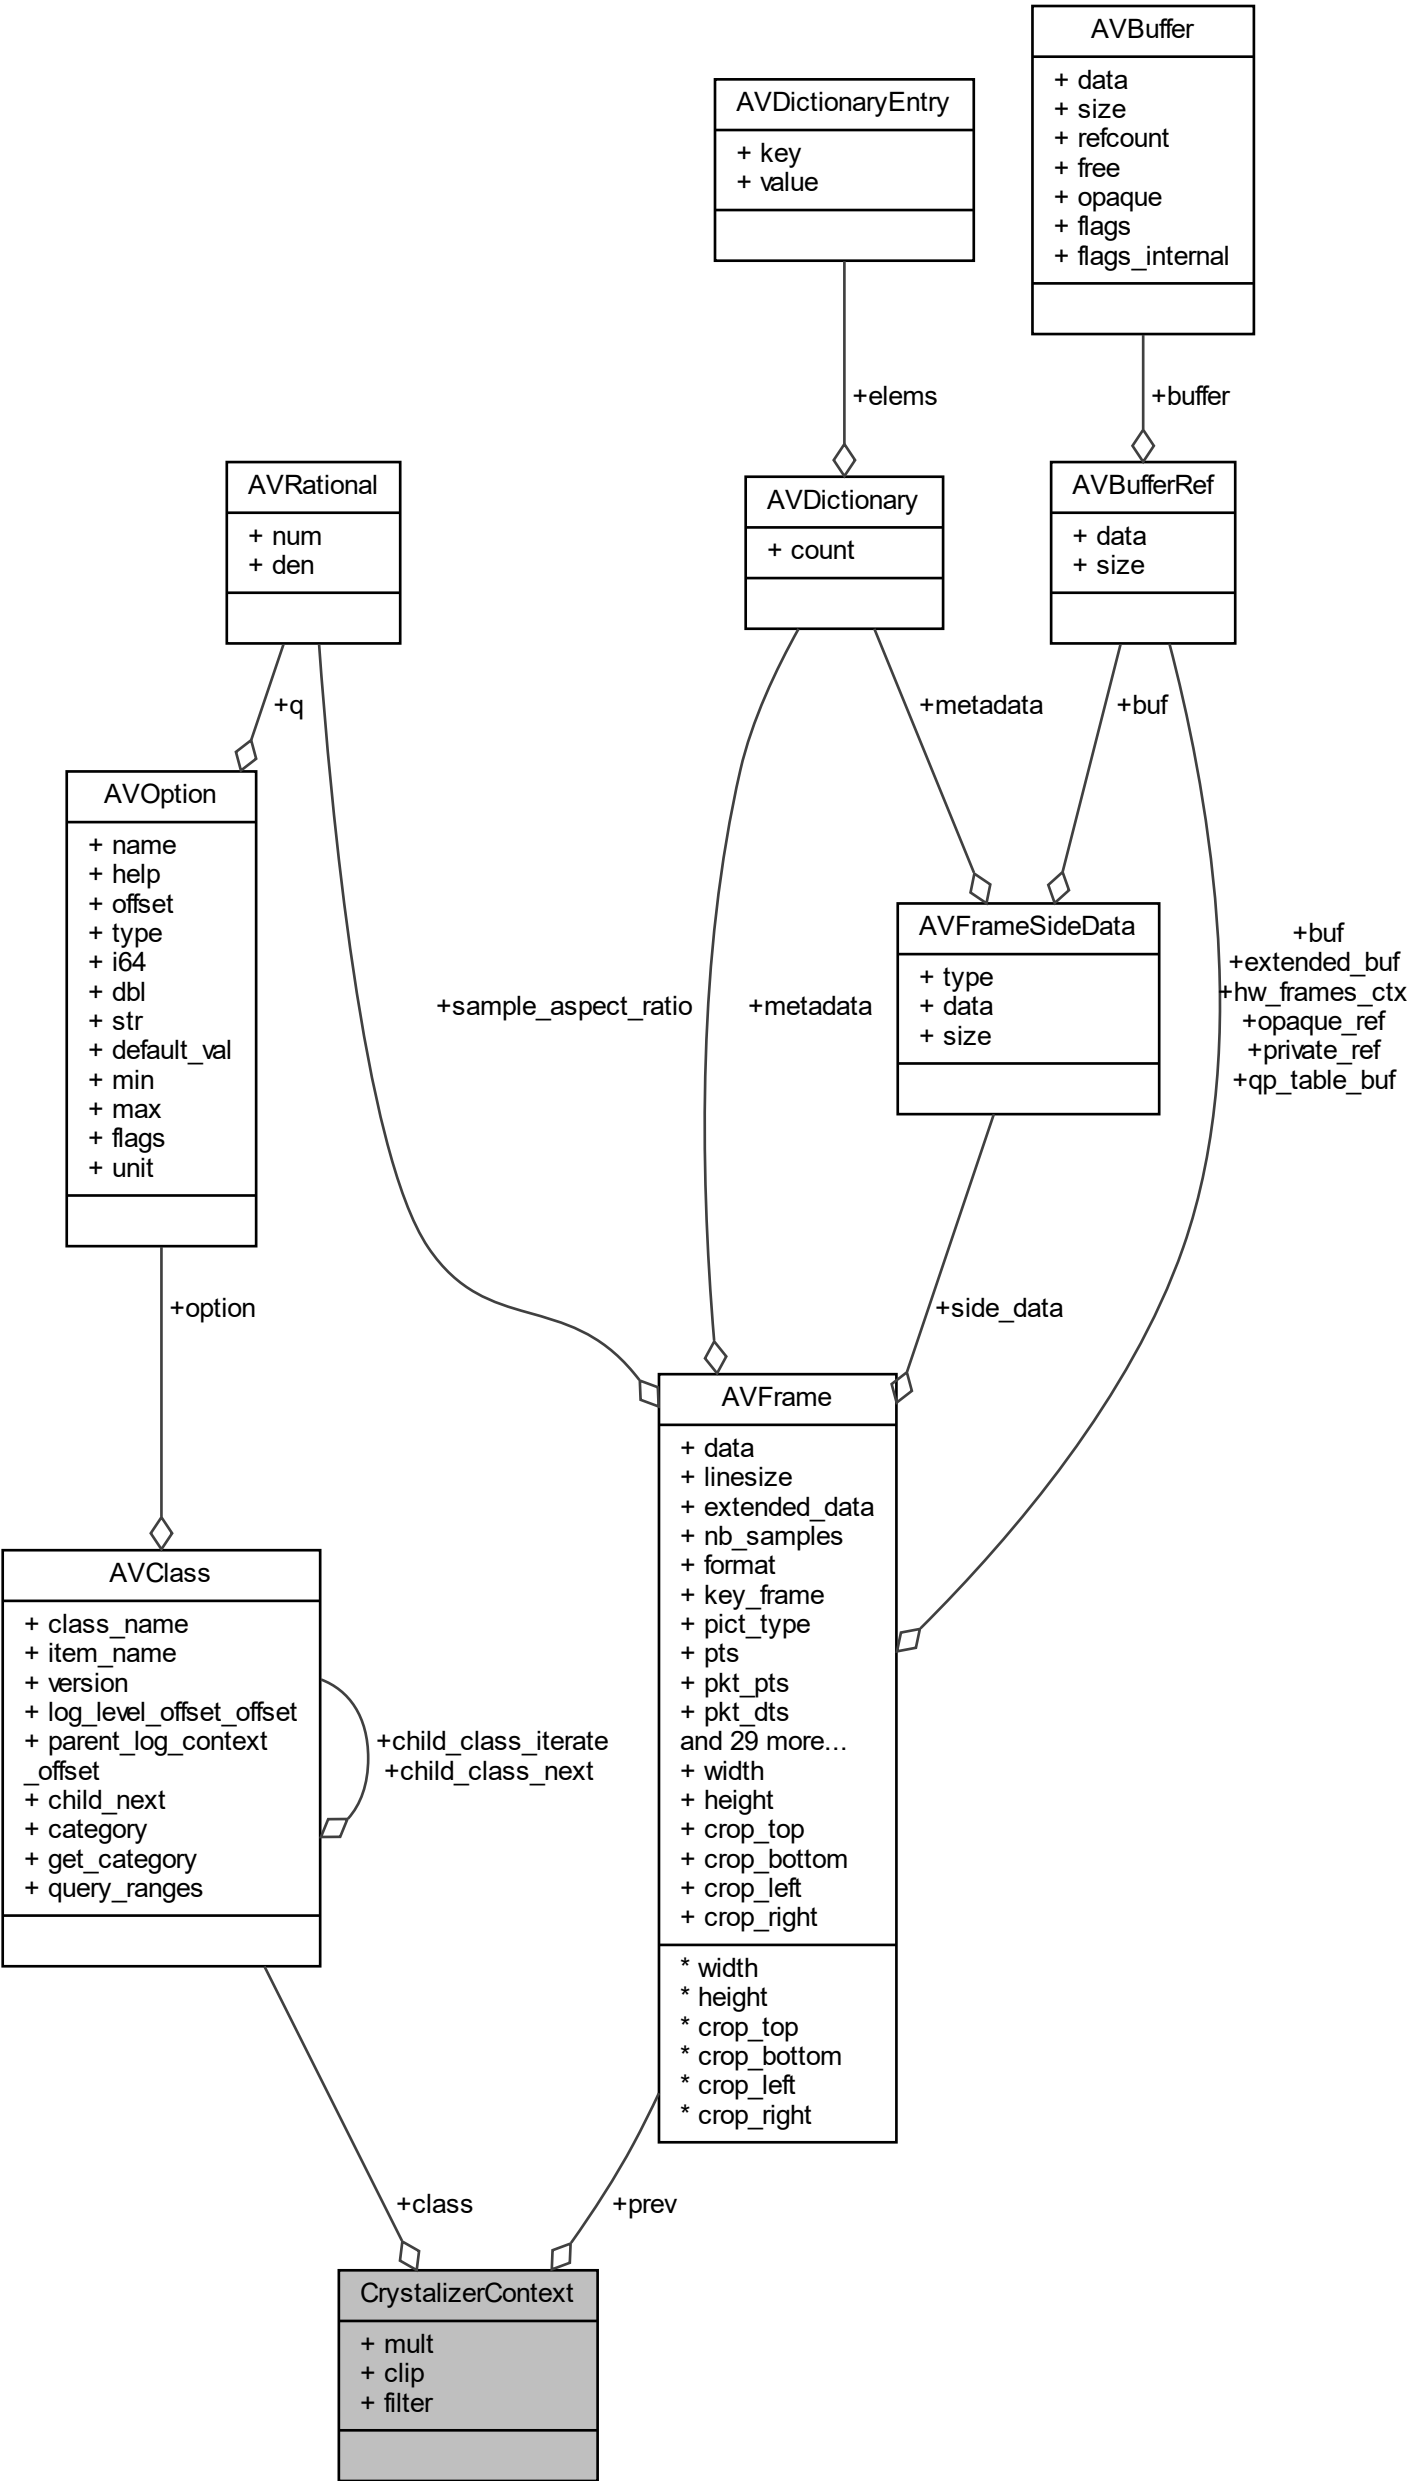 AVBuffer
+ data
+ size
+ refcount
+ free
+ opaque
+ flags
+ flags_internal
AVDictionaryEntry
+ key
+ value
+elems
+buffer
AVRational
+ num
+ den
AVDictionary
+ count
AVBufferRef
+ data
+ size
+q
+metadata
+buf
AVOption
+ name
+ help
+ offset
+ type
+ i64
+ dbl
+ str
+ default_val
+ min
+ max
+ flags
+ unit
AVFrameSideData
+ type
+ data
+ size
+buf
+extended_buf
+hw_frames_ctx
+opaque_ref
+private_ref
+qp_table_buf
+sample_aspect_ratio
+metadata
+option
+side_data
AVFrame
+ data
+ linesize
+ extended_data
+ nb_samples
+ format
+ key_frame
+ pict_type
+ pts
+ pkt_pts
+ pkt_dts
and 29 more...
+ width
+ height
+ crop_top
+ crop_bottom
+ crop_left
+ crop_right
* width
* height
* crop_top
* crop_bottom
* crop_left
* crop_right
AVClass
+ class_name
+ item_name
+ version
+ log_level_offset_offset
+ parent_log_context
_offset
+ child_next
+ category
+ get_category
+ query_ranges
+child_class_iterate
+child_class_next
+class
+prev
CrystalizerContext
+ mult
+ clip
+ filter